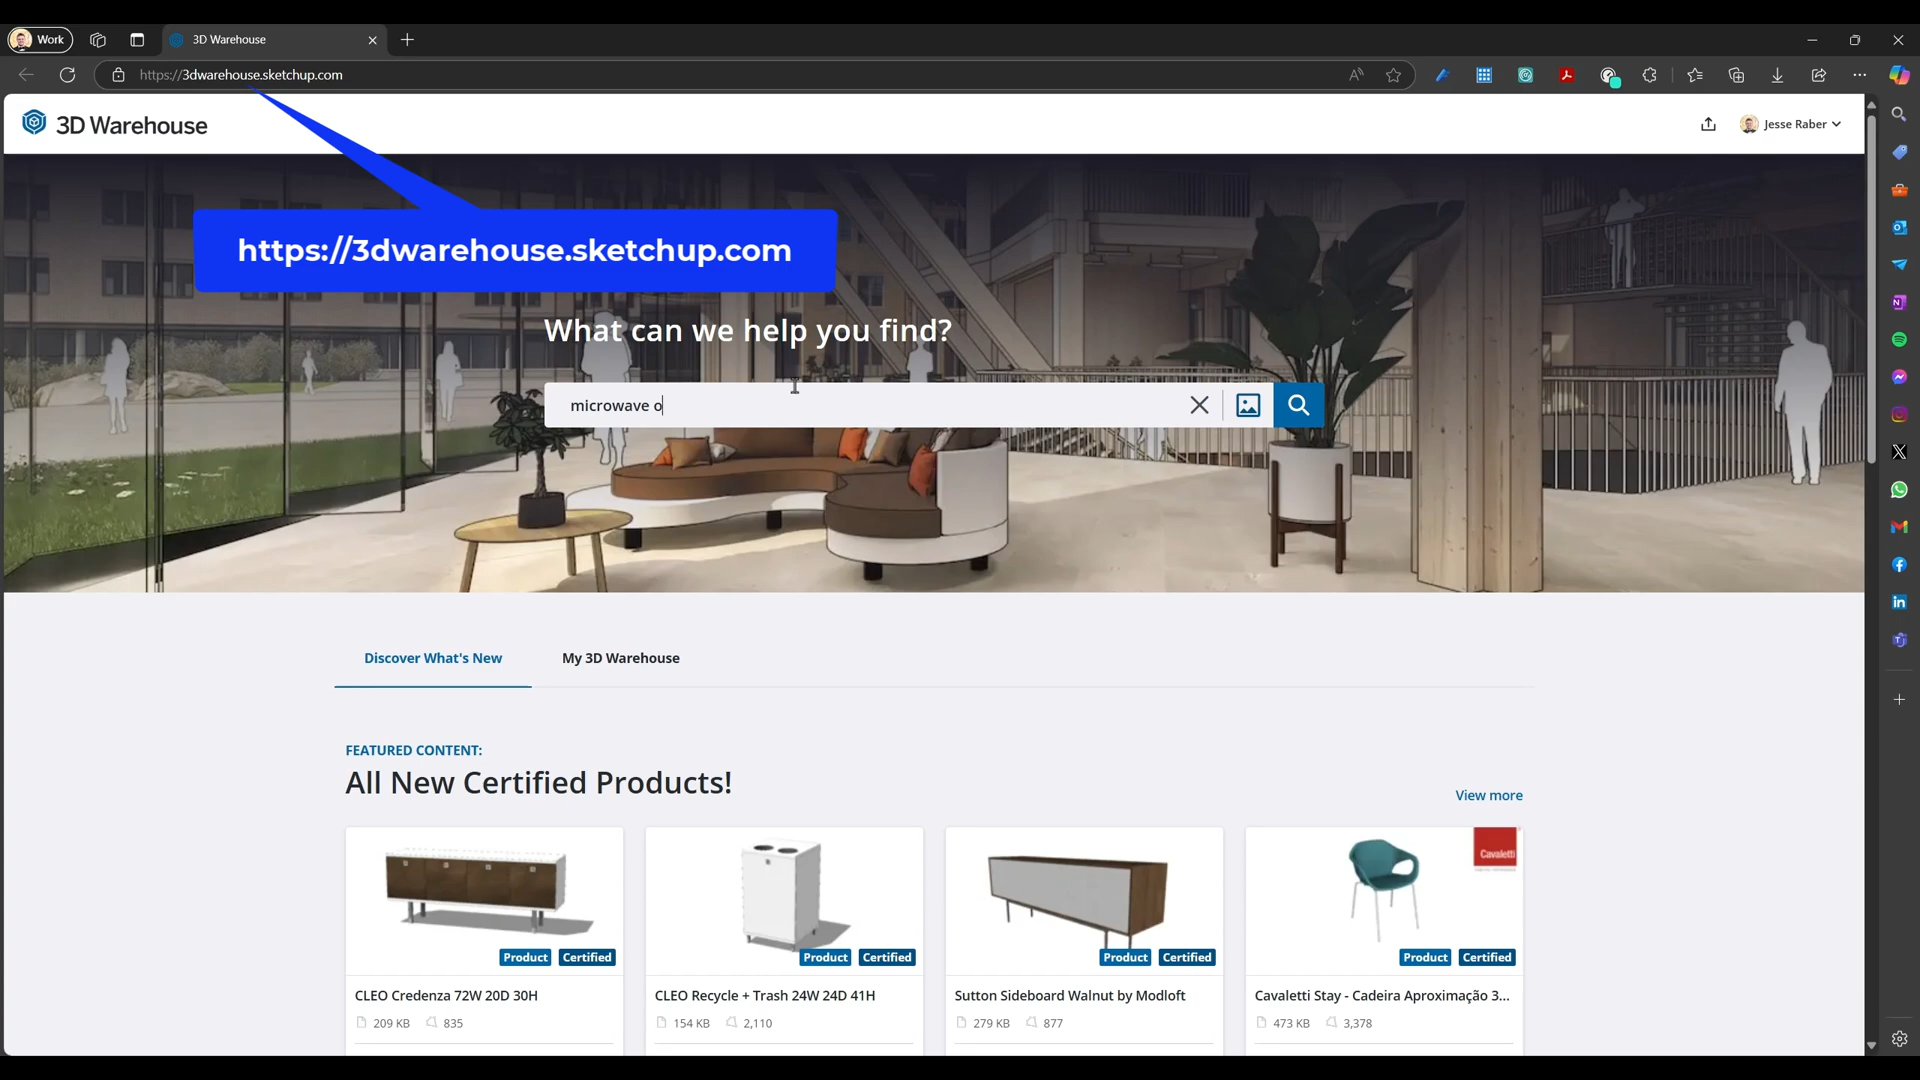 Work
3D Warehouse
https://3dwarehouse.sketchup.com
3D Warehouse
Jesse Raber
https://3dwarehouse.sketchup.com
What can we help you find?
microwave o
Discover What's New
My 3D Warehouse
FEATURED CONTENT:
All New Certified Products!
View more
Cavaletti
Product Certified
Product Certified
Product Certified
Product Certified
CLEO Credenza 72W 20D 30H
CLEO Recycle + Trash 24W 24D 41H
Sutton Sideboard Walnut by Modloft
Cavaletti Stay - Cadeira Aproximação 3...
209 KB 835
154 KB 2,110
279 KB 877
473 KB 3,378